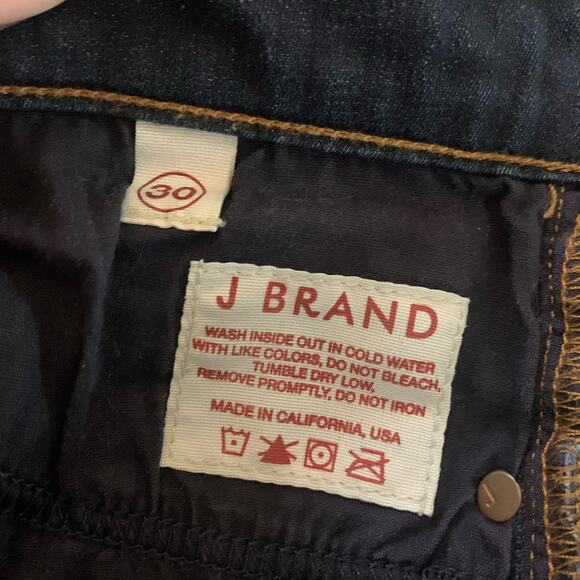 30
J BRAND
WASH INSIDE OUT IN COLD WATER
WITH LIKE COLORS, DO NOT BLEACH,
TUMBLE DRY LOW,
REMOVE PROMPTLY, DO NOT IRON
MADE IN CALIFORNIA, USA
J